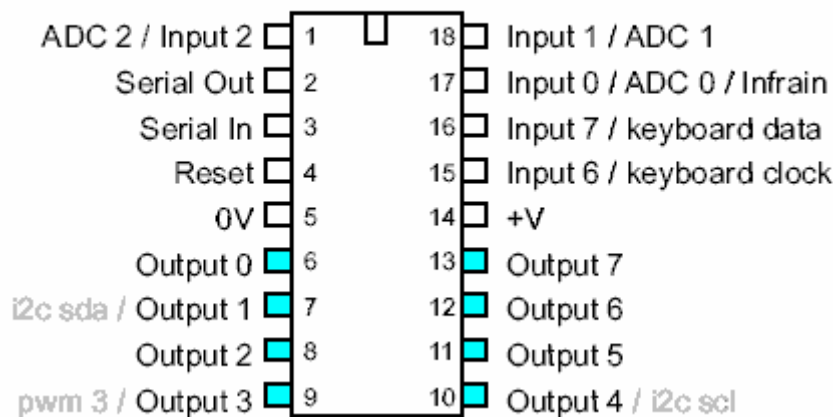 ADC 2 / Input 2 1 18 Input 1 / ADC 1
Serial Out 2 17 Input 0 / ADC 0 / Infrain
Serial In 3 16 Input 7 / keyboard data
Reset 4 15 Input 6 / keyboard clock
0V 5 14 +V
Output 0 6 13 Output 7
i2c sda / Output 1 7 12 Output 6
Output 2 8 11 Output 5
pwm 3 / Output 3 9 10 Output 4 / i2c scl